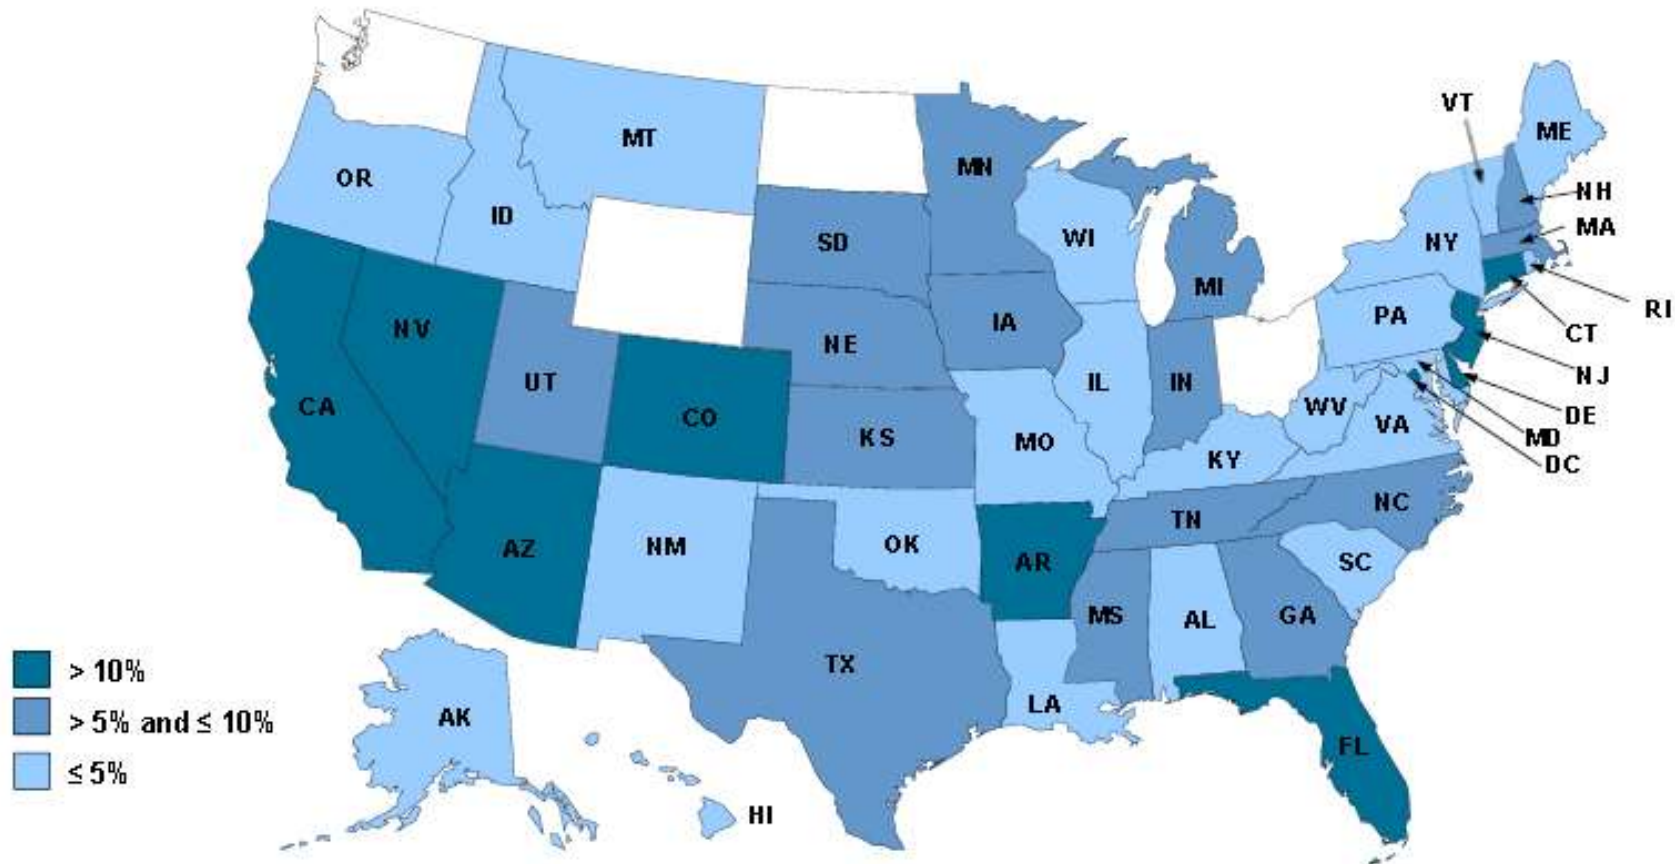 VT
ME
MT
MN
OR
NH
ID
MA
SD
WI
NY
MI
RI
IA
PA
CT
NV
NE
UT
IL
IN
NJ
CA
CO
WV
DE
KS
VA
MO
MD
KY
DC
NC
TN
AZ
NM
OK
AR
SC
MS
AL
GA
TX
> 10%
LA
AK
> 5% and ≤ 10%
FL
≤ 5%
HI